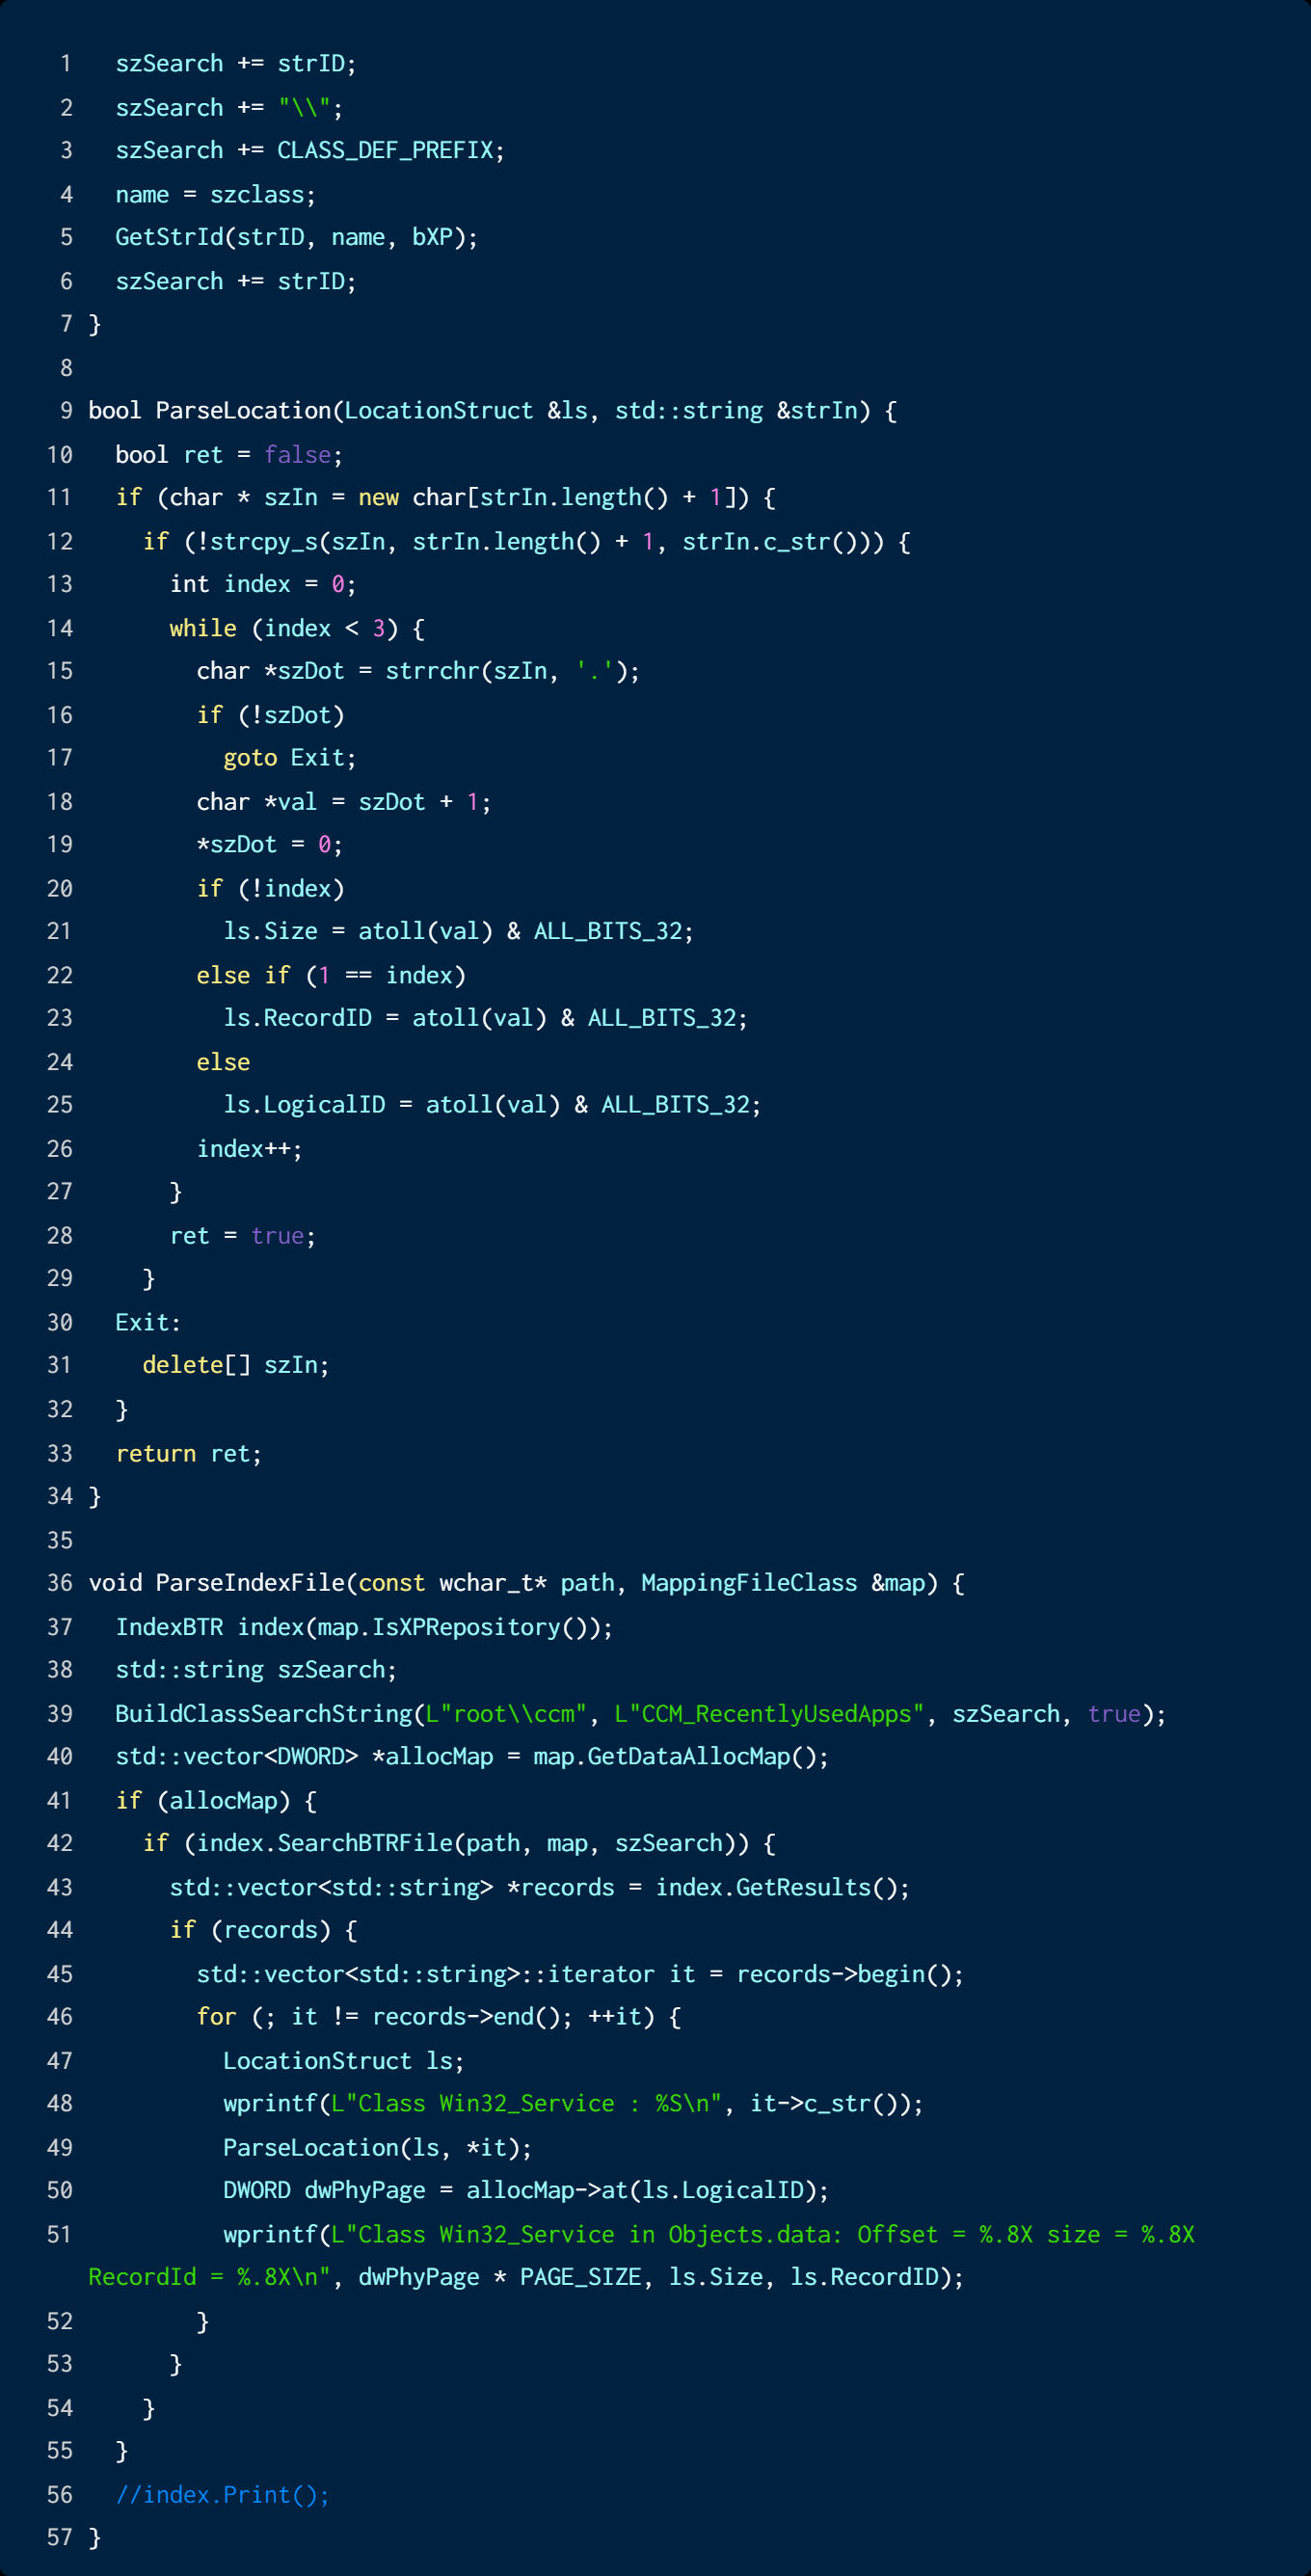 1 szSearch += strID;
2 szSearch += "\\";
3 szSearch += CLASS_DEF_PREFIX;
4 name = szclass;
5 GetStrId(strID, name, bXP);
6 szSearch += strID;
7 }
8
9 bool ParseLocation(LocationStruct &ls, std::string &strIn) {
10 bool ret = false;
11 if (char * szIn = new char[strIn.length() + 1]) {
12 if (!strcpy_s(szIn, strIn.length() + 1, strIn.c_str())) {
13 int index = 0;
14 while (index < 3) {
15 char *szDot = strrchr(szIn, '.');
16 if (!szDot)
17 goto Exit;
18 char *val = szDot + 1;
19 *szDot = 0;
20 if (!index)
21 ls.Size = atoll(val) & ALL_BITS_32;
22 else if (1 == index)
23 ls.RecordID = atoll(val) & ALL_BITS_32;
24 else
25 ls.LogicalID = atoll(val) & ALL_BITS_32;
26 index++;
27 }
28 ret = true;
29 }
30 Exit:
31 delete[] szIn;
32 }
33 return ret;
34 }
35
36 void ParseIndexFile(const wchar_t* path, MappingFileClass &map) {
37 IndexBTR index(map.IsXPRepository());
38 std::string szSearch;
39 BuildClassSearchString(L"root\\ccm", L"CCM_RecentlyUsedApps", szSearch, true);
40 std::vector<DWORD> *allocMap = map.GetDataAllocMap();
41 if (allocMap) {
42 if (index.SearchBTRFile(path, map, szSearch)) {
43 std::vector<std::string> *records = index.GetResults();
44 if (records) {
45 std::vector<std::string>::iterator it = records->begin();
46 for (; it != records->end(); ++it) {
47 LocationStruct ls;
48 wprintf(L"Class Win32_Service : %S\n", it->c_str());
49 ParseLocation(ls, *it);
50 DWORD dwPhyPage = allocMap->at(ls.LogicalID);
51 wprintf(L"Class Win32_Service in Objects.data: Offset = %.8X size = %.8X
RecordId = %.8X\n", dwPhyPage * PAGE_SIZE, ls.Size, ls.RecordID);
52 }
53 }
54 }
55 }
56 //index.Print();
57 }